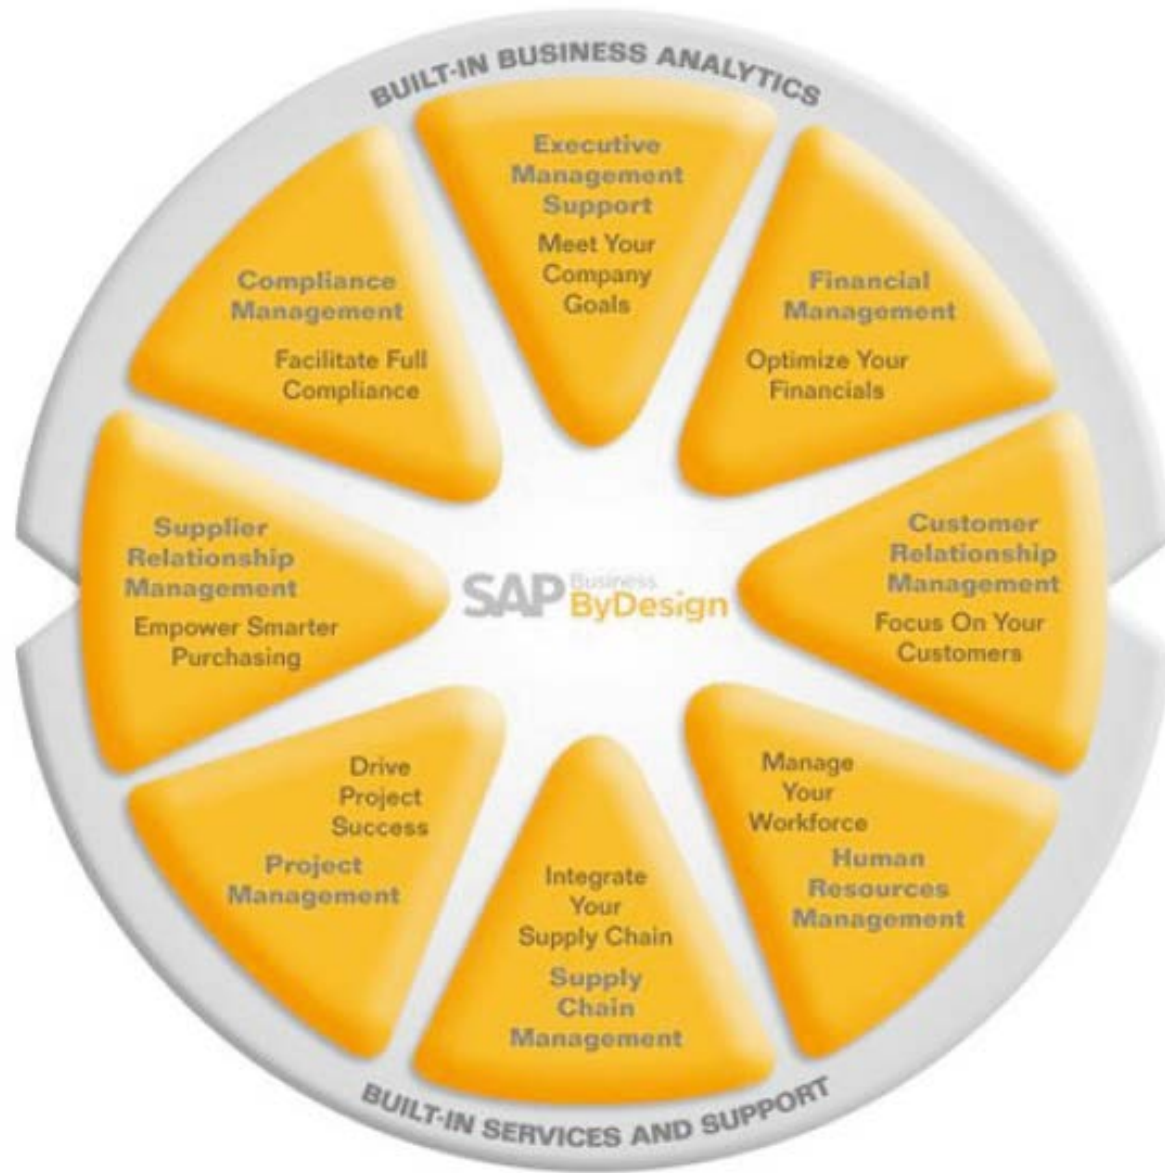 BUILT-IN BUSINESS ANALYTICS
Executive
Management
Support
Meet Your
Company
Goals
Financial
Management
Optimize Your
Financials
Customer
Relationship
Management
Focus On Your
Customers
Manage
Your
Workforce
Human
Resources
Management
Integrate
Your
Supply Chain
Supply
Chain
Management
Drive
Project
Success
Project
Management
Supplier
Relationship
Management
Empower Smarter
Purchasing
Compliance
Management
Facilitate Full
Compliance
SAP Business
ByDesign
BUILT-IN SERVICES AND SUPPORT